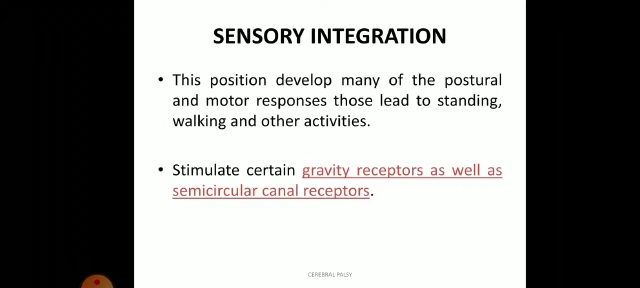 SENSORY INTEGRATION
• This position develop many of the postural
and motor responses those lead to standing,
walking and other activities.
• Stimulate certain gravity receptors as well as
semicircular canal receptors.
CEREBRAL PALSY